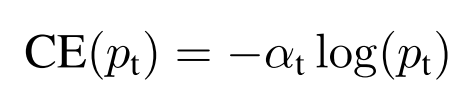 CE(pₜ) = −αₜ log(pₜ)